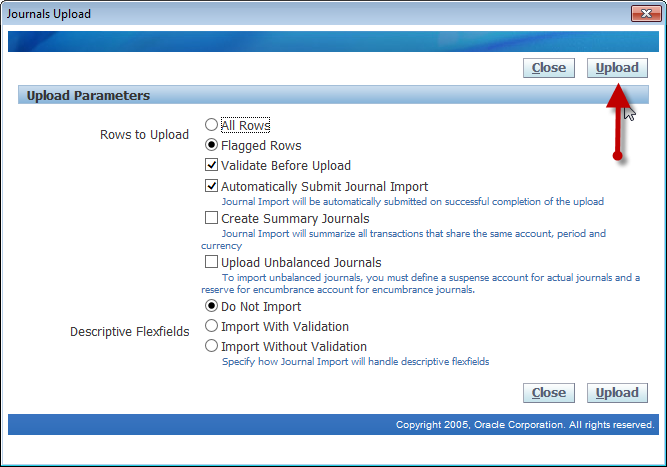 Journals Upload
Close Upload
Upload Parameters
Rows to Upload
All Rows
Flagged Rows
Validate Before Upload
Automatically Submit Journal Import
Journal Import will be automatically submitted on successful completion of the upload
Create Summary Journals
Journal Import will summarize all transactions that share the same account, period and
currency
Upload Unbalanced Journals
To import unbalanced journals, you must define a suspense account for actual journals and a
reserve for encumbrance account for encumbrance journals.
Do Not Import
Descriptive Flexfields
Import With Validation
Import Without Validation
Specify how Journal Import will handle descriptive flexfields
Close Upload
Copyright 2005, Oracle Corporation. All rights reserved.